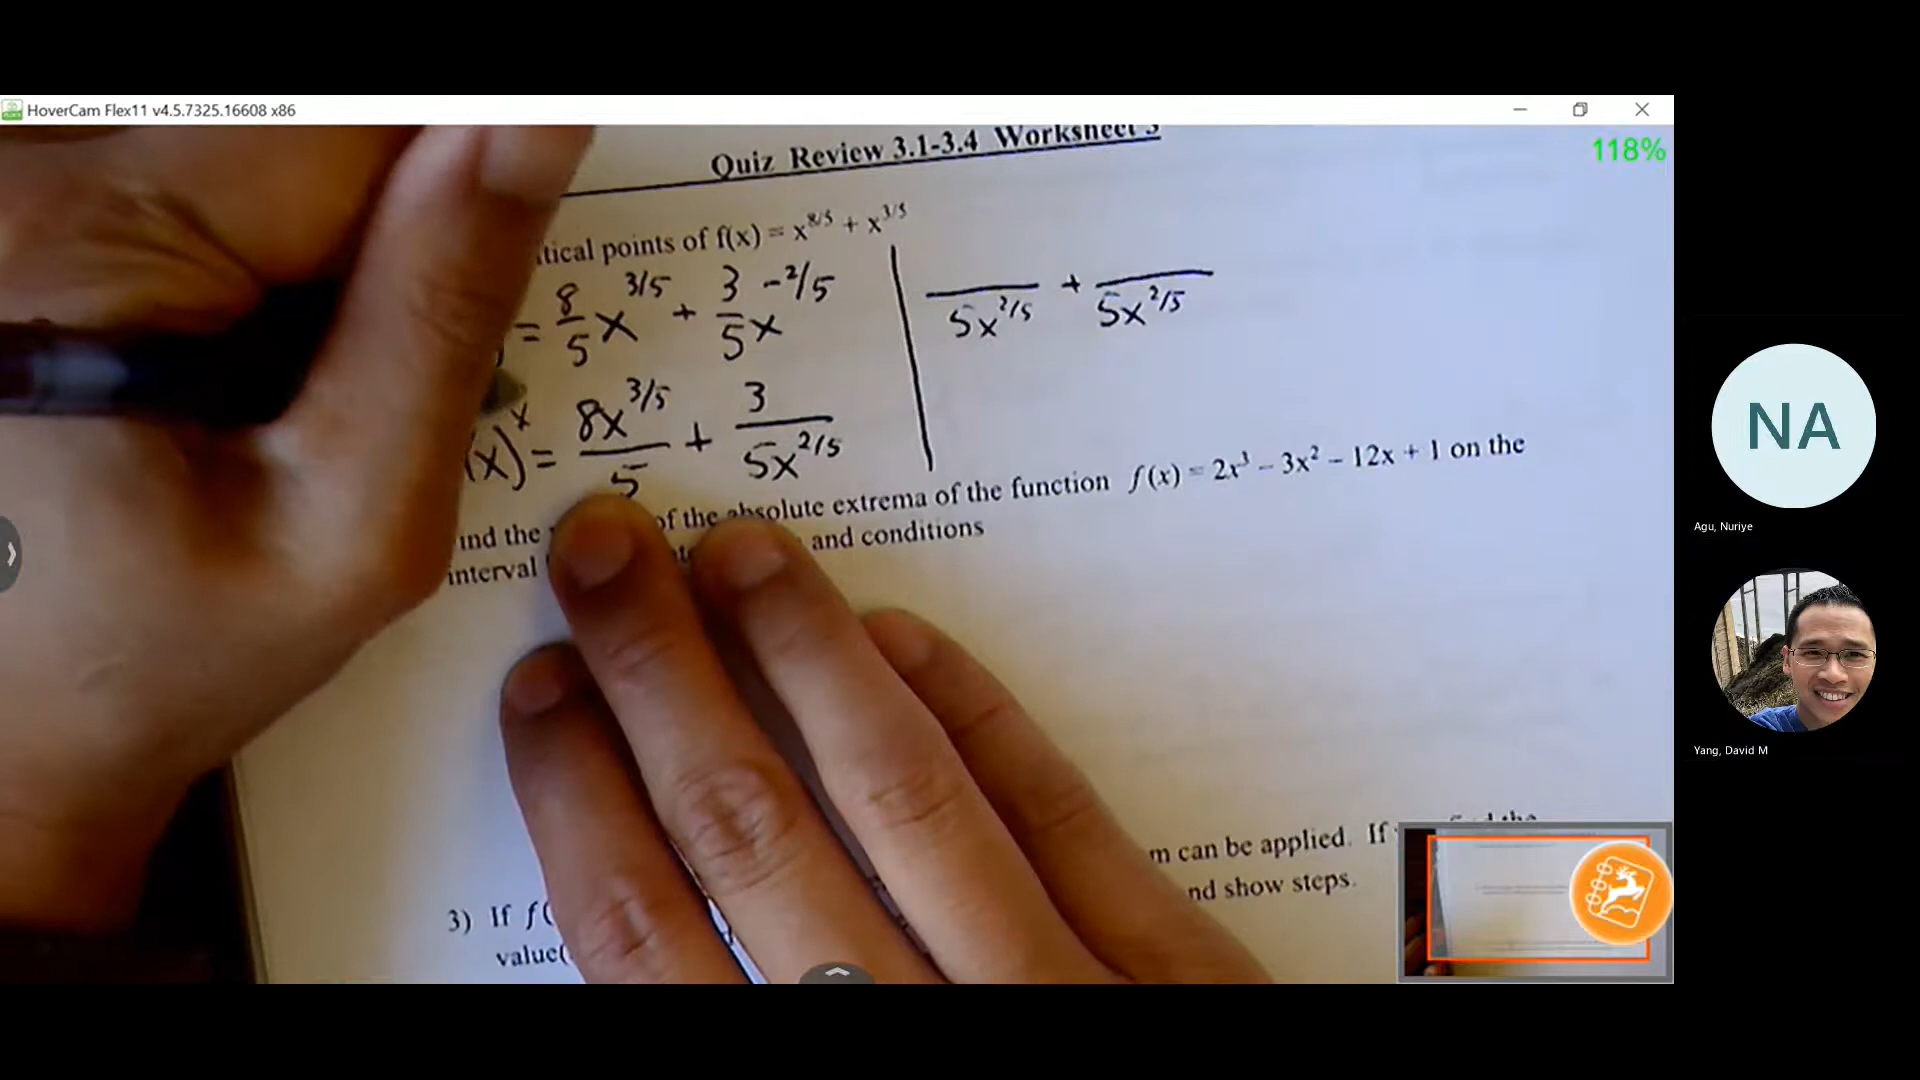 HoverCam Flex11 v4.5.7325.16608 x86
118%
Quiz Review 3.1-3.4 Worksheet 3
tical points of f(x) = x^8/5 + x^3/5
= 8/5 x^3/5 + 3/5 x^-2/5
/5x^2/5 + /5x^2/5
(x) = 8x^3/5 / 5 + 3 / 5x^2/5
ind the of the absolute extrema of the function f(x) = 2x³ − 3x² − 12x + 1 on the
interval and conditions
NA
Agu, Nuriye
Yang, David M
m can be applied. If
3) If f(
nd show steps.
value(